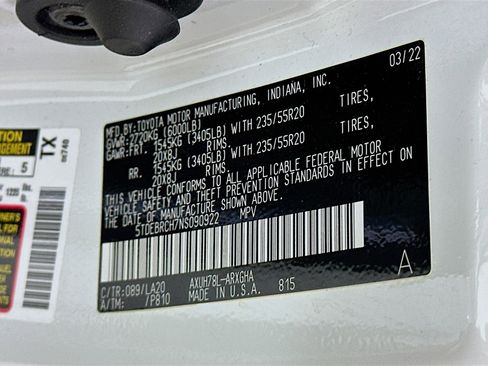 03/22
MFD.BY:TOYOTA MOTOR MANUFACTURING, INDIANA, INC.
GVWR:2720KG (6000LB)
GAWR:FRT. 1545KG (3405LB) WITH 235/55R20 TIRES,
20X8J RIMS,
RR. 1545KG (3405LB) WITH 235/55R20 TIRES,
20X8J RIMS
THIS VEHICLE CONFORMS TO ALL APPLICABLE FEDERAL MOTOR
VEHICLE SAFETY AND THEFT PREVENTION STANDARDS IN EFFECT ON
THE DATE OF MANUFACTURE SHOWN ABOVE.
5TDEBRCH7NS090922 MPV
C/TR:089/LA20 AXUH78L-ARXGHA
A/TM: /P810 MADE IN U.S.A. 815
A
TX
5